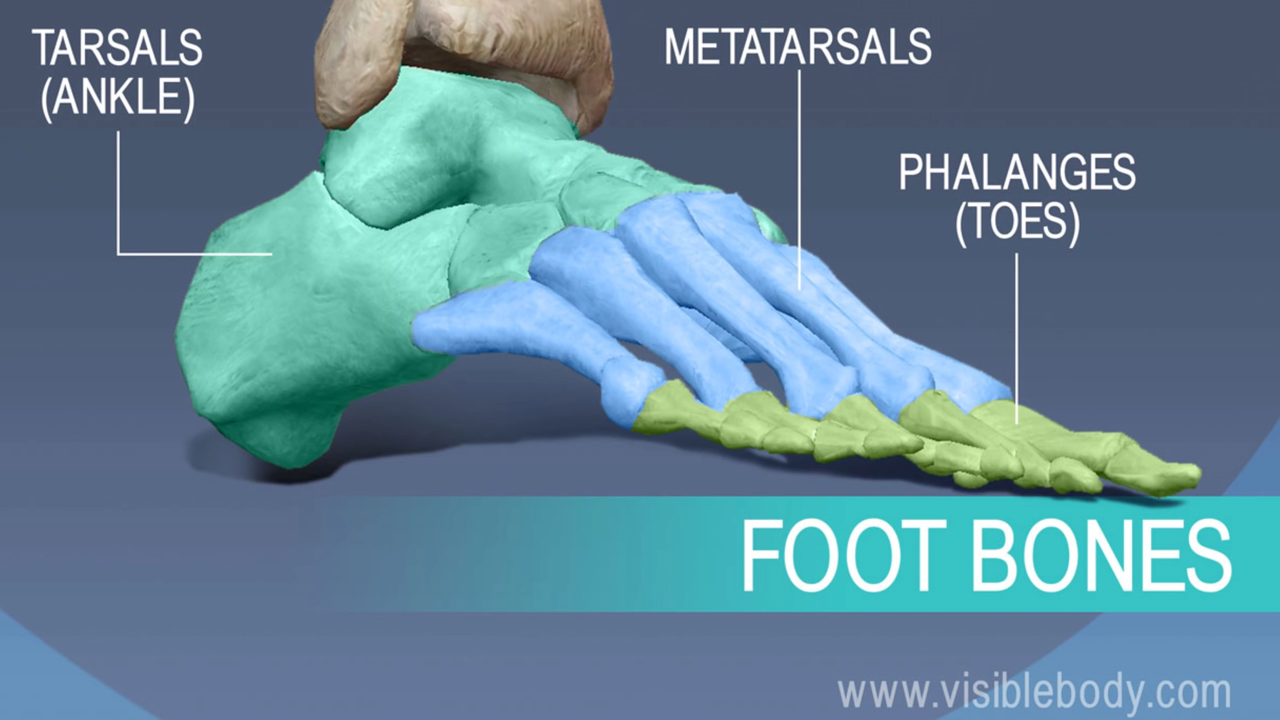 TARSALS
(ANKLE)
METATARSALS
PHALANGES
(TOES)
FOOT BONES
www.visiblebody.com